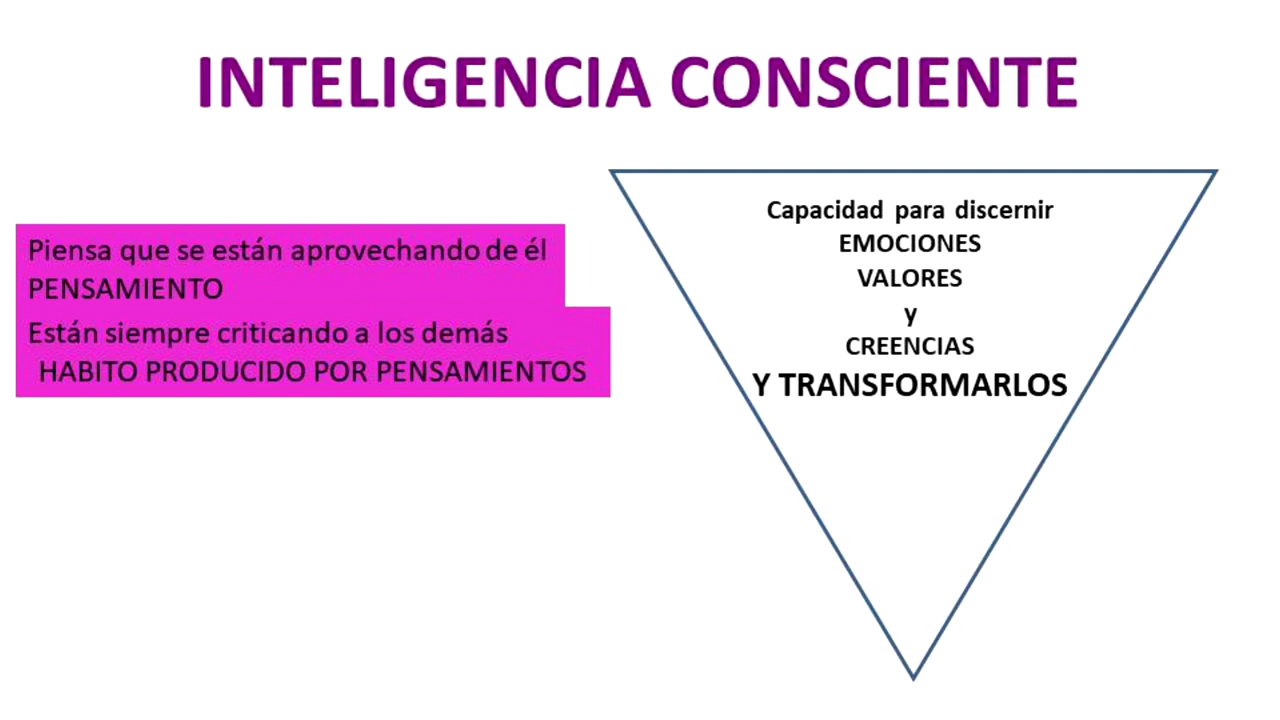 INTELIGENCIA CONSCIENTE
Piensa que se están aprovechando de él
PENSAMIENTO
Están siempre criticando a los demás
HABITO PRODUCIDO POR PENSAMIENTOS
Capacidad para discernir
EMOCIONES
VALORES
y
CREENCIAS
Y TRANSFORMARLOS